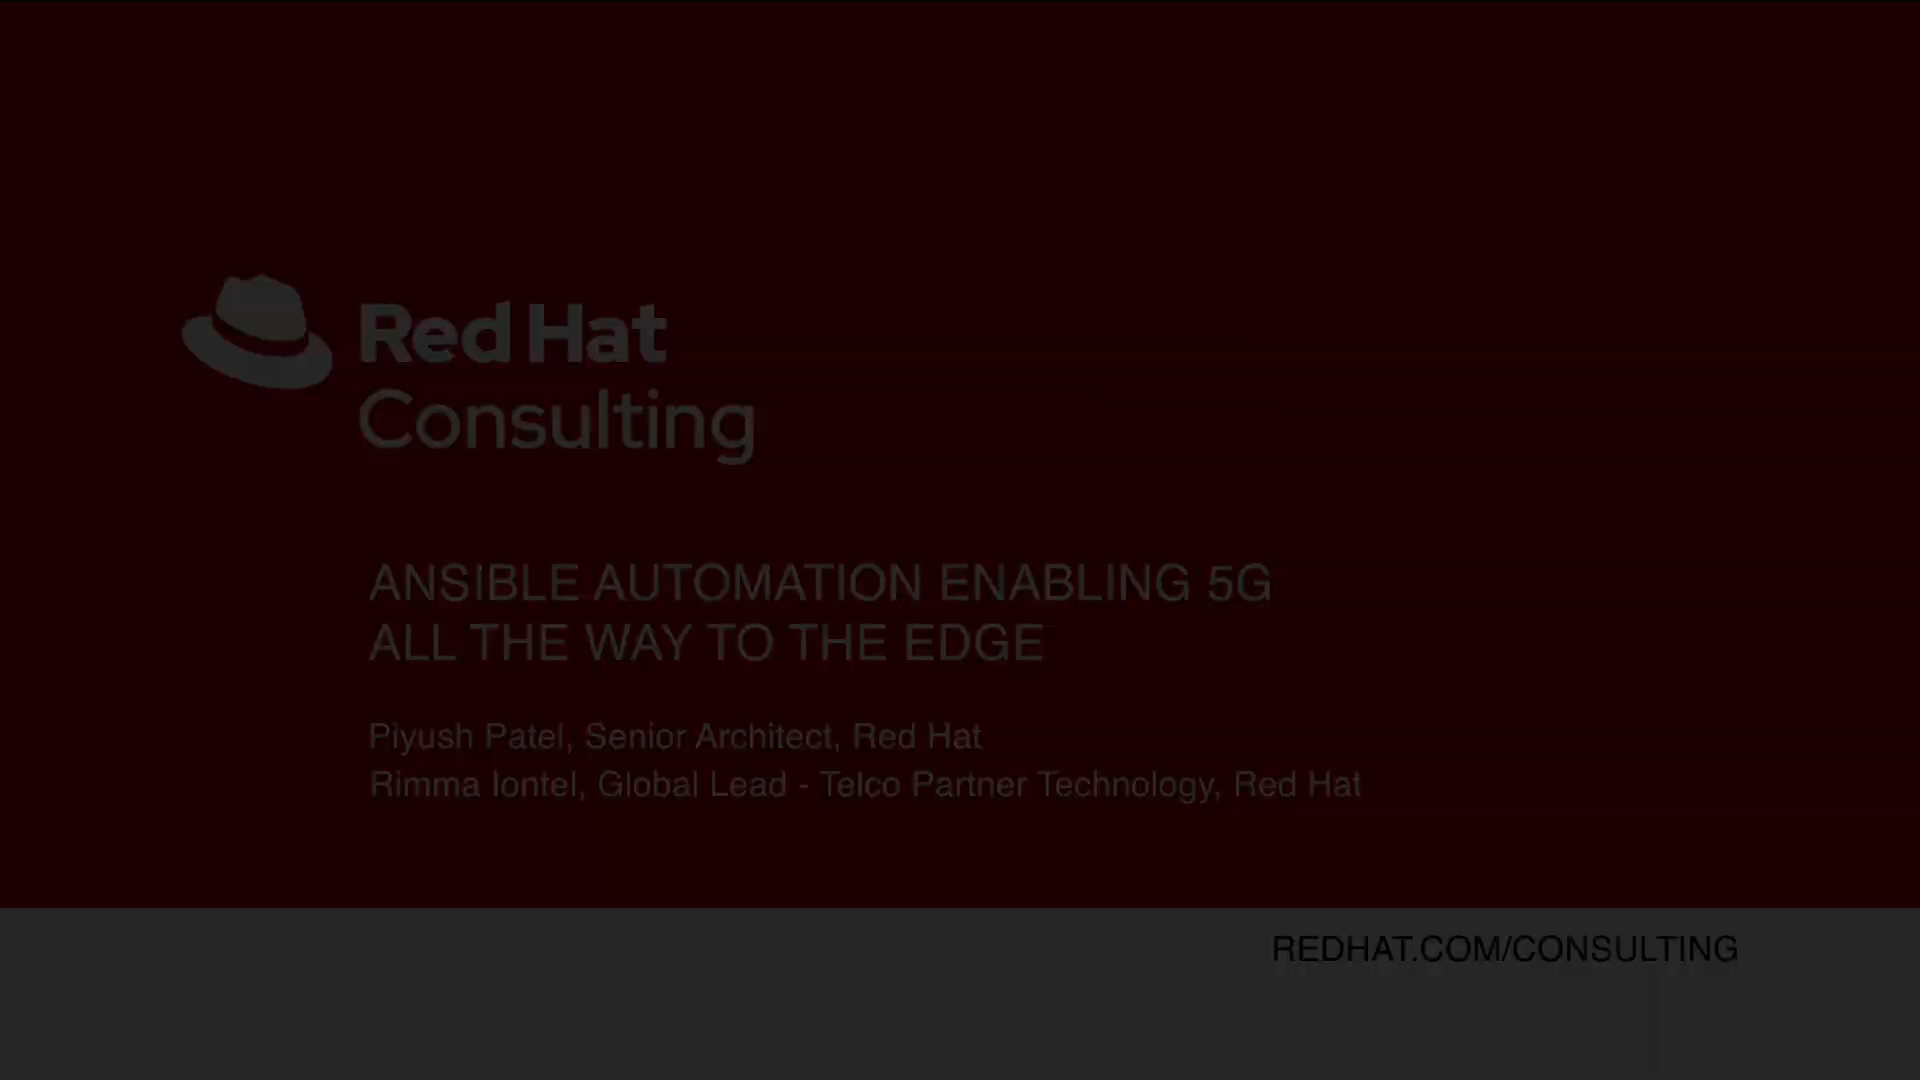 Red Hat
Consulting
ANSIBLE AUTOMATION ENABLING 5G
ALL THE WAY TO THE EDGE
Piyush Patel, Senior Architect, Red Hat
Rimma Iontel, Global Lead - Telco Partner Technology, Red Hat
REDHAT.COM/CONSULTING